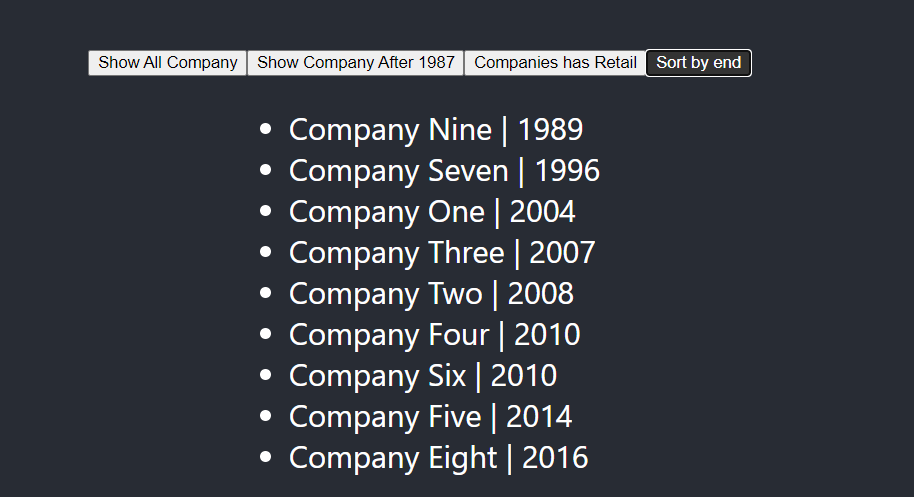 Show All Company Show Company After 1987 Companies has Retail Sort by end
Company Nine | 1989
Company Seven | 1996
Company One | 2004
Company Three | 2007
Company Two | 2008
Company Four | 2010
Company Six | 2010
Company Five | 2014
Company Eight | 2016